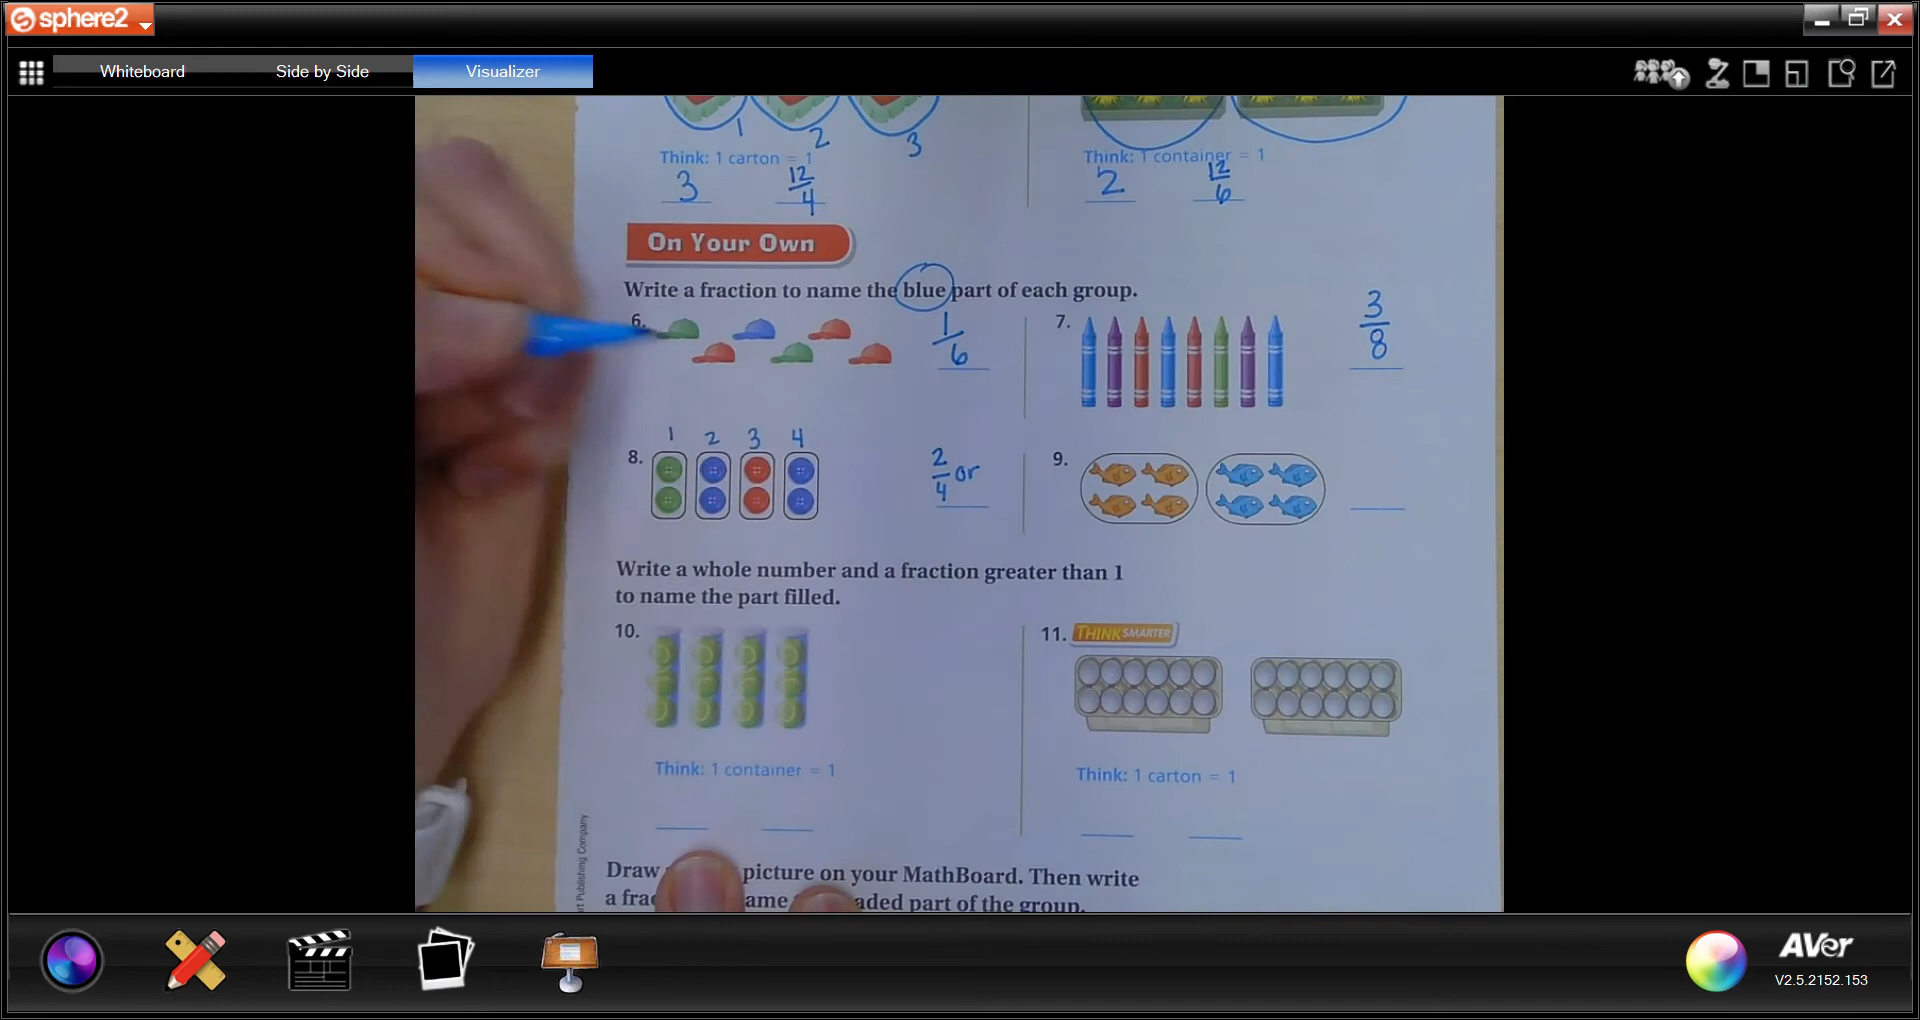 sphere2
Whiteboard
Side by Side
Visualizer
1 2 3
Think: 1 carton = 1
3 12/4
Think: 1 container = 1
2 12/6
On Your Own
Write a fraction to name the blue part of each group.
6. 1/6
7. 3/8
1 2 3 4
8. 2/4 or
9.
Write a whole number and a fraction greater than 1
to name the part filled.
10.
11. THINK SMARTER
Think: 1 container = 1
Think: 1 carton = 1
Publishing Company
Draw picture on your MathBoard. Then write
a part of the group.
AVer
V2.5.2152.153